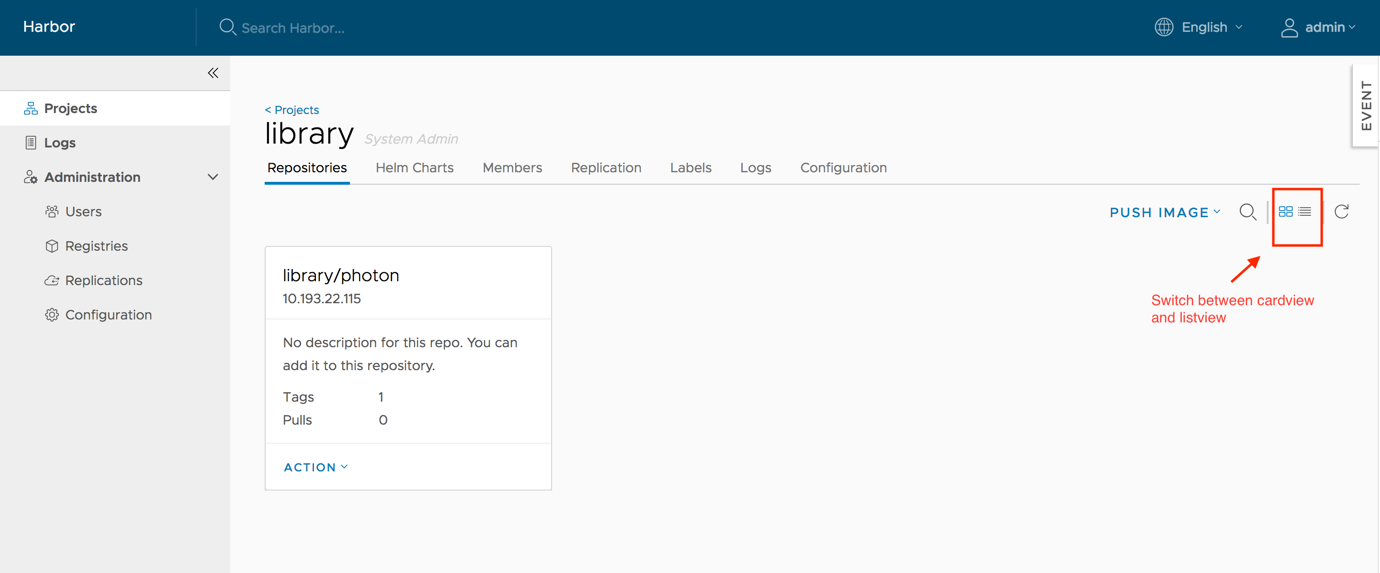 Harbor
Search Harbor...
English
admin
EVENT
Projects
Logs
Administration
Users
Registries
Replications
Configuration
< Projects
library System Admin
Repositories Helm Charts Members Replication Labels Logs Configuration
PUSH IMAGE
Switch between cardview
and listview
library/photon
10.193.22.115
No description for this repo. You can
add it to this repository.
Tags 1
Pulls 0
ACTION